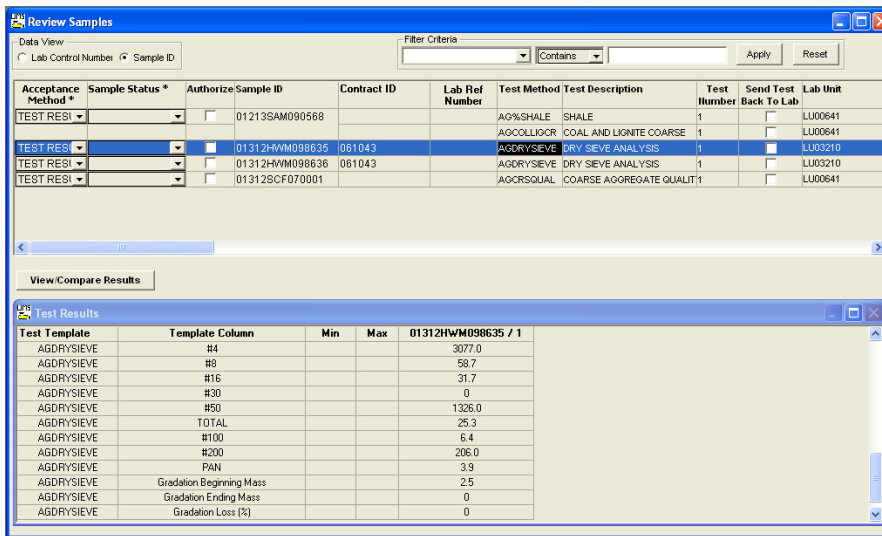 LIMS Review Samples
Data View
Lab Control Number Sample ID
Filter Criteria
Contains
Apply Reset
Acceptance Method * Sample Status * Authorize Sample ID Contract ID Lab Ref Number Test Method Test Description Test Number Send Test Back To Lab Lab Unit
TEST RESU 01213SAM090568 AG%SHALE SHALE 1 LU00641
AGCOLLIGCR COAL AND LIGNITE COARSE 1 LU00641
TEST RESU 01312HWM098635 061043 AGDRYSIEVE DRY SIEVE ANALYSIS 1 LU03210
TEST RESU 01312HWM098636 061043 AGDRYSIEVE DRY SIEVE ANALYSIS 1 LU03210
TEST RESU 01312SCF070001 AGCRSQUAL COARSE AGGREGATE QUALIT 1 LU00641
View/Compare Results
LIMS Test Results
Test Template Template Column Min Max 01312HWM098635 / 1
AGDRYSIEVE #4 3077.0
AGDRYSIEVE #8 58.7
AGDRYSIEVE #16 31.7
AGDRYSIEVE #30 0
AGDRYSIEVE #50 1326.0
AGDRYSIEVE TOTAL 25.3
AGDRYSIEVE #100 6.4
AGDRYSIEVE #200 206.0
AGDRYSIEVE PAN 3.9
AGDRYSIEVE Gradation Beginning Mass 2.5
AGDRYSIEVE Gradation Ending Mass 0
AGDRYSIEVE Gradation Loss (%) 0